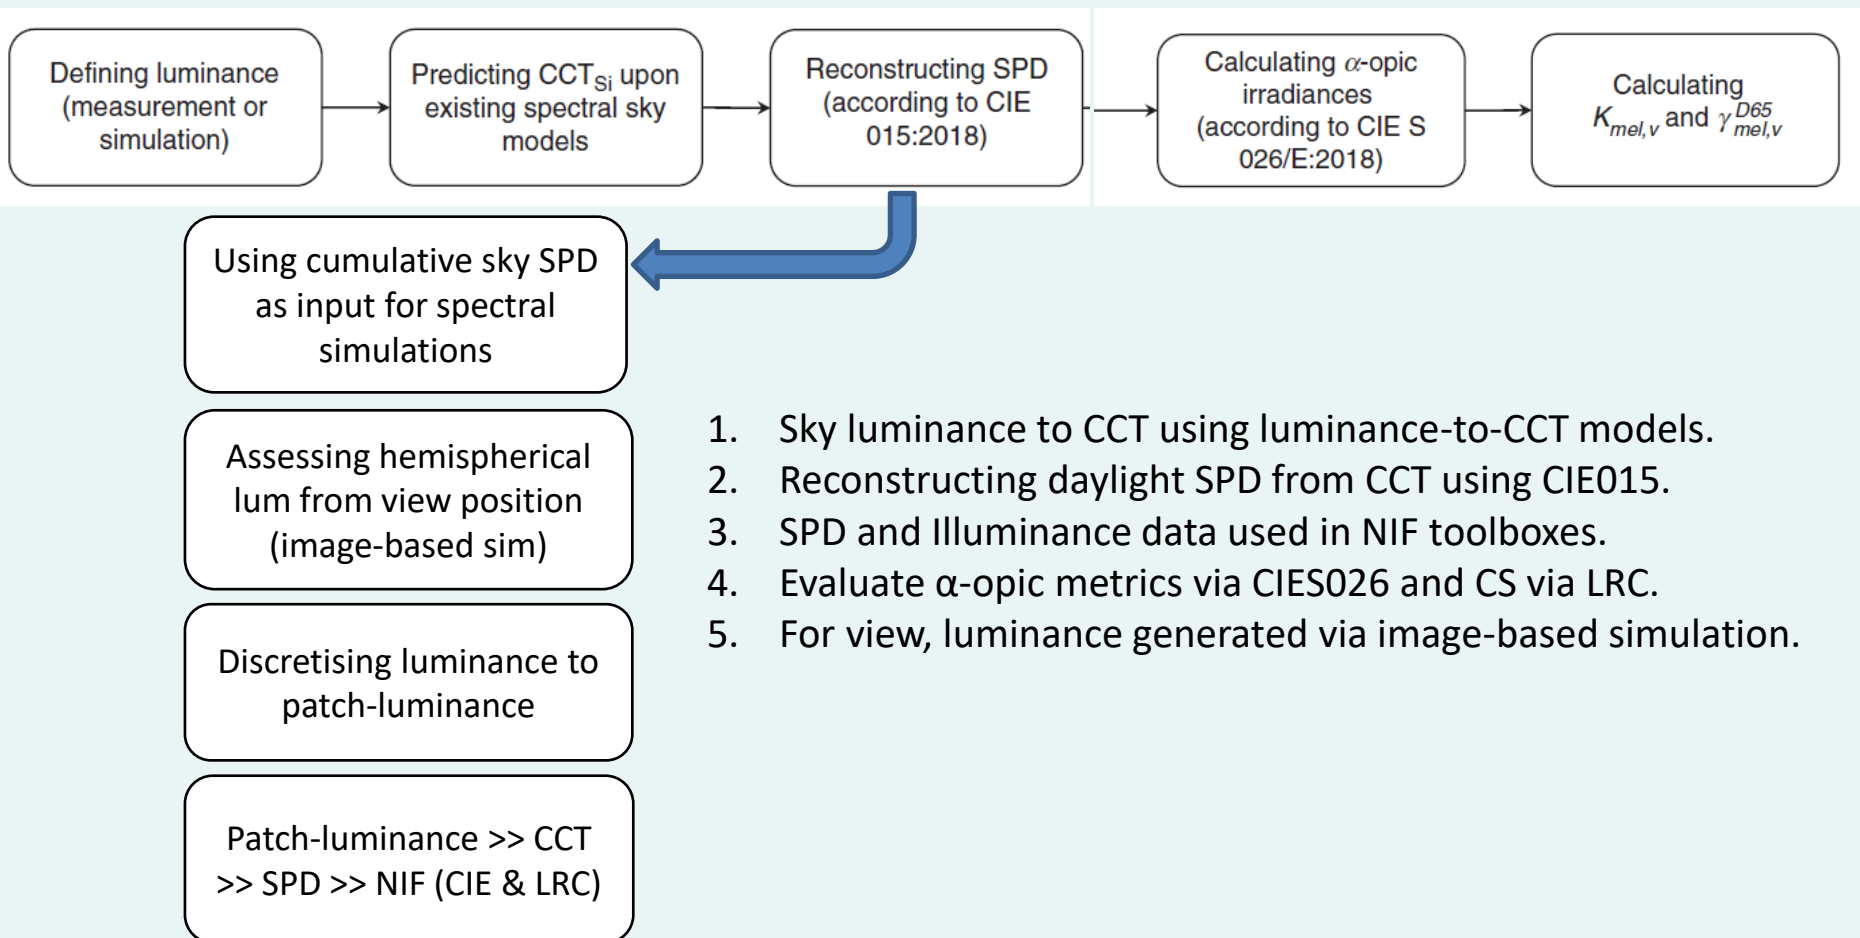 Defining luminance
(measurement or
simulation)
Predicting CCT_Si upon
existing spectral sky
models
Reconstructing SPD
(according to CIE
015:2018)
Calculating α-opic
irradiances
(according to CIE S
026/E:2018)
Calculating
K_mel,v and γ^D65_mel,v
Using cumulative sky SPD
as input for spectral
simulations
Assessing hemispherical
lum from view position
(image-based sim)
Discretising luminance to
patch-luminance
Patch-luminance >> CCT
>> SPD >> NIF (CIE & LRC)
1. Sky luminance to CCT using luminance-to-CCT models.
2. Reconstructing daylight SPD from CCT using CIE015.
3. SPD and Illuminance data used in NIF toolboxes.
4. Evaluate α-opic metrics via CIES026 and CS via LRC.
5. For view, luminance generated via image-based simulation.